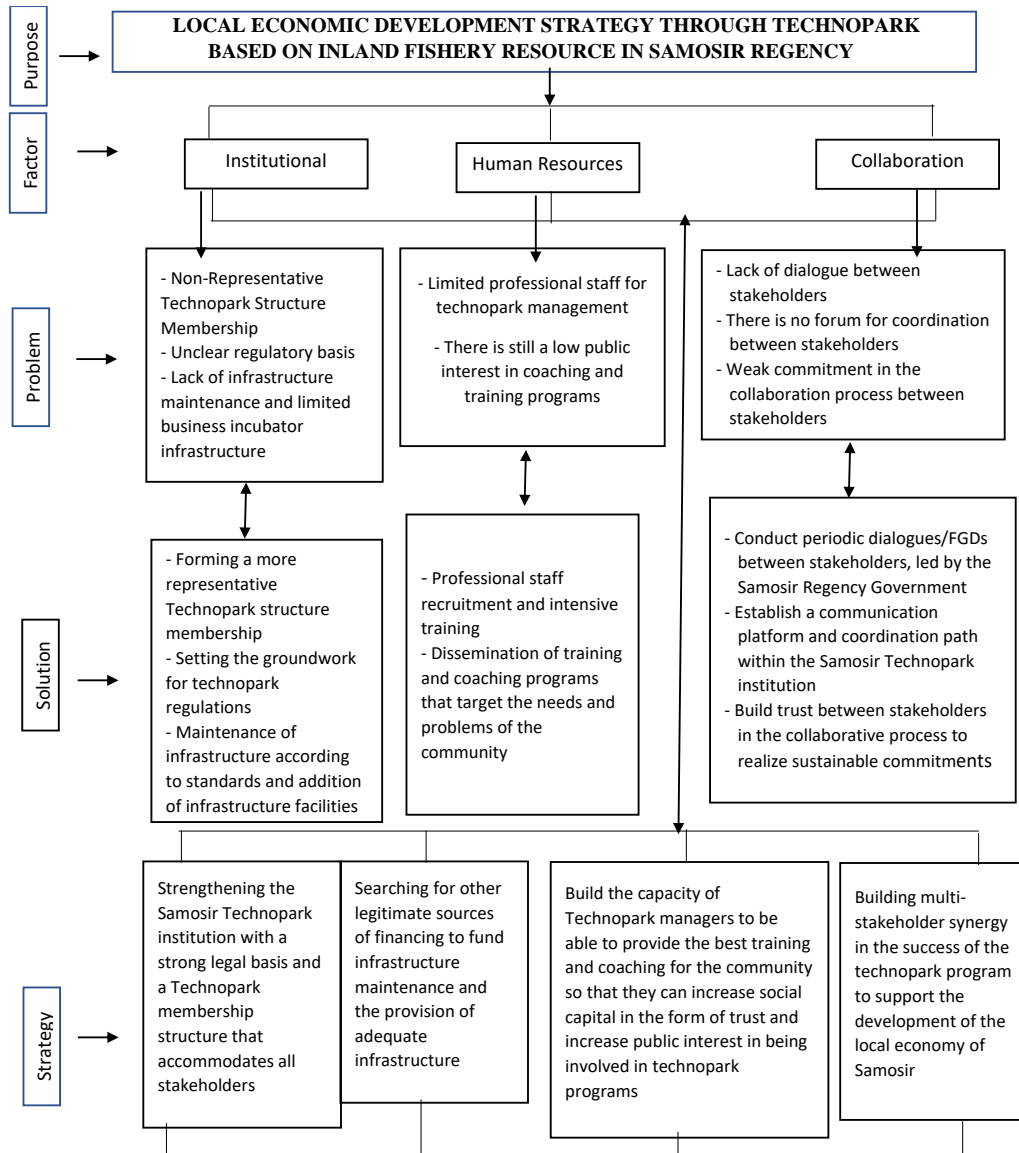 Purpose
LOCAL ECONOMIC DEVELOPMENT STRATEGY THROUGH TECHNOPARK
BASED ON INLAND FISHERY RESOURCE IN SAMOSIR REGENCY
Factor
Institutional
Human Resources
Collaboration
Problem
- Non-Representative
Technopark Structure
Membership
- Unclear regulatory basis
- Lack of infrastructure
maintenance and limited
business incubator
infrastructure
- Limited professional staff for
technopark management
- There is still a low public
interest in coaching and
training programs
- Lack of dialogue between
stakeholders
- There is no forum for coordination
between stakeholders
- Weak commitment in the
collaboration process between
stakeholders
Solution
- Forming a more
representative
Technopark structure
membership
- Setting the groundwork
for technopark
regulations
- Maintenance of
infrastructure according
to standards and addition
of infrastructure facilities
- Professional staff
recruitment and intensive
training
- Dissemination of training
and coaching programs
that target the needs and
problems of the
community
- Conduct periodic dialogues/FGDs
between stakeholders, led by the
Samosir Regency Government
- Establish a communication
platform and coordination path
within the Samosir Technopark
institution
- Build trust between stakeholders
in the collaborative process to
realize sustainable commitments
Strategy
Strengthening the
Samosir Technopark
institution with a
strong legal basis and
a Technopark
membership
structure that
accommodates all
stakeholders
Searching for other
legitimate sources
of financing to fund
infrastructure
maintenance and
the provision of
adequate
infrastructure
Build the capacity of
Technopark managers to be
able to provide the best training
and coaching for the community
so that they can increase social
capital in the form of trust and
increase public interest in being
involved in technopark
programs
Building multi-
stakeholder synergy
in the success of the
technopark program
to support the
development of the
local economy of
Samosir